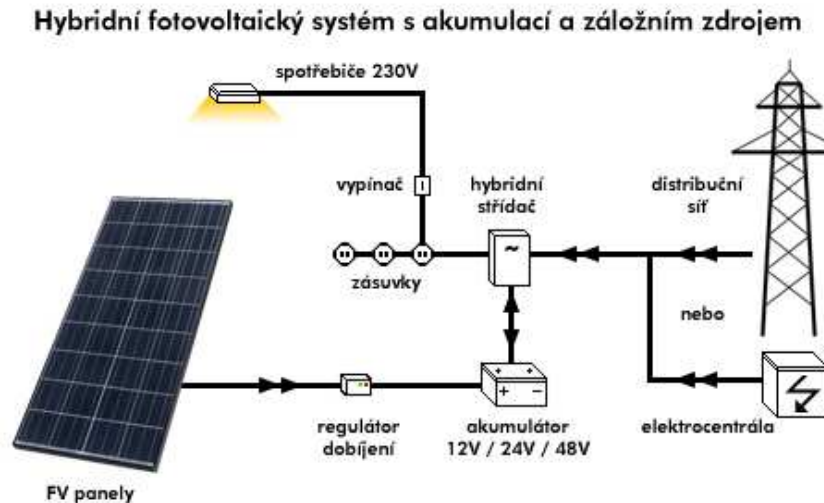 Hybridní fotovoltaický systém s akumulací a záložním zdrojem
spotřebiče 230V
vypínač
hybridní
střídač
distribuční
síť
~
zásuvky
nebo
+ −
regulátor
dobíjení
akumulátor
12V / 24V / 48V
elektrocentrála
FV panely